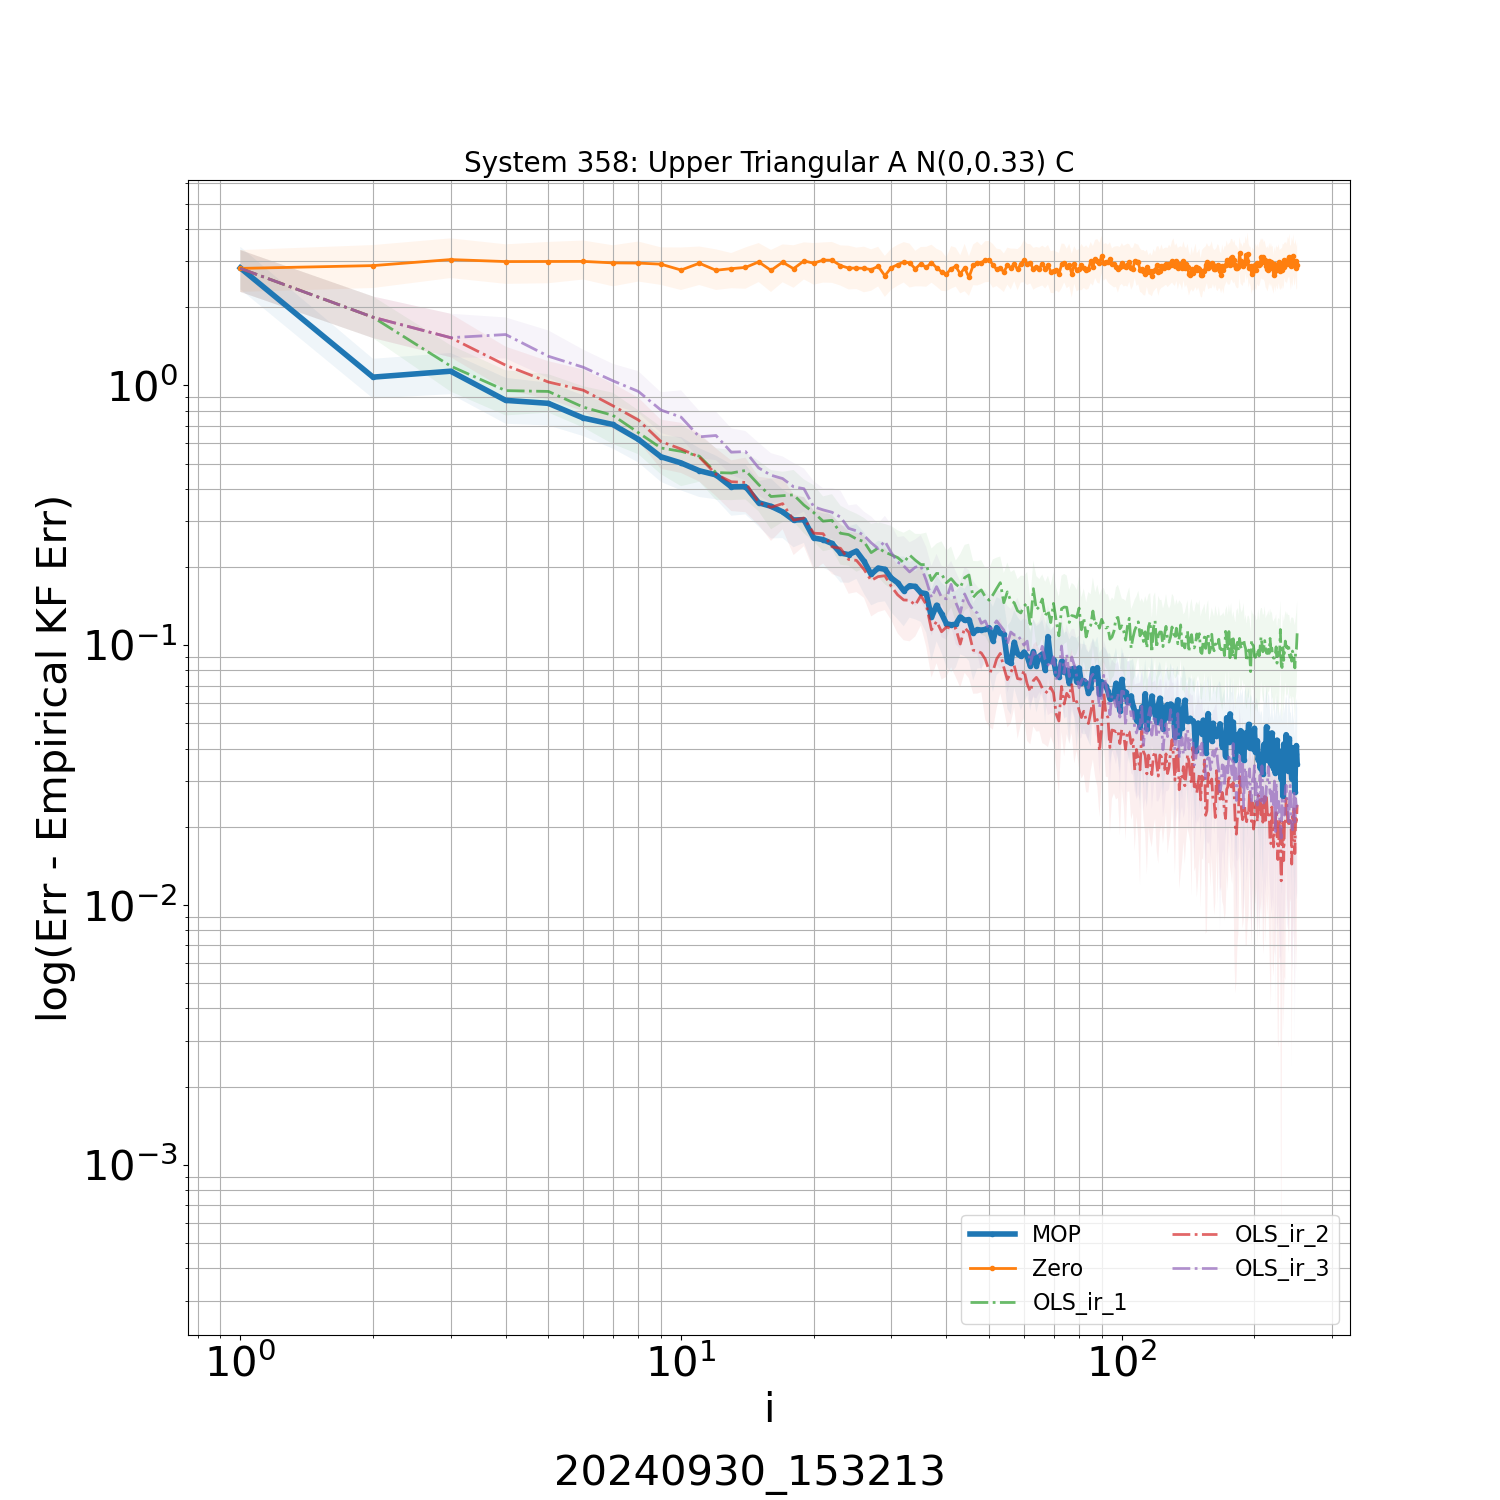 System 358: Upper Triangular A N(0,0.33) C
log(Err - Empirical KF Err)
10^0
10^-1
10^-2
10^-3
MOP
Zero
OLS_ir_1
OLS_ir_2
OLS_ir_3
10^0
10^1
10^2
i
20240930_153213